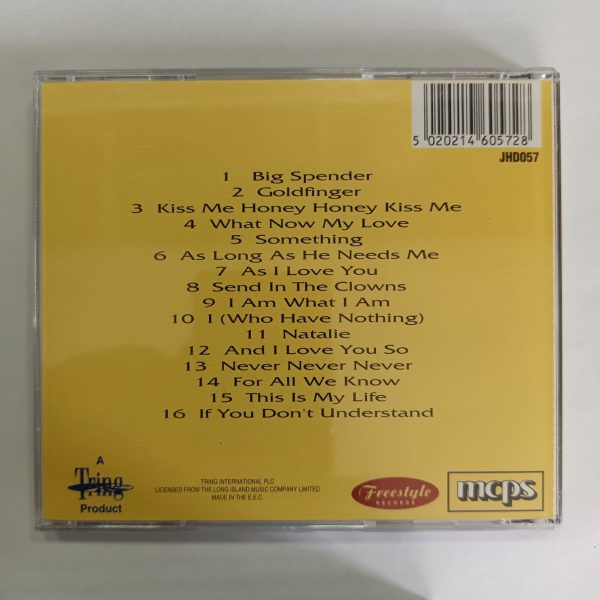 5 020214 605728
JHD057
1 Big Spender
2 Goldfinger
3 Kiss Me Honey Honey Kiss Me
4 What Now My Love
5 Something
6 As Long As He Needs Me
7 As I Love You
8 Send In The Clowns
9 I Am What I Am
10 I (Who Have Nothing)
11 Natalie
12 And I Love You So
13 Never Never Never
14 For All We Know
15 This Is My Life
16 If You Don't Understand
A
Tring
Product
TRING INTERNATIONAL PLC
LICENSED FROM THE LONG ISLAND MUSIC COMPANY LIMITED
MADE IN THE E.E.C.
Freestyle
RECORDS
mcps